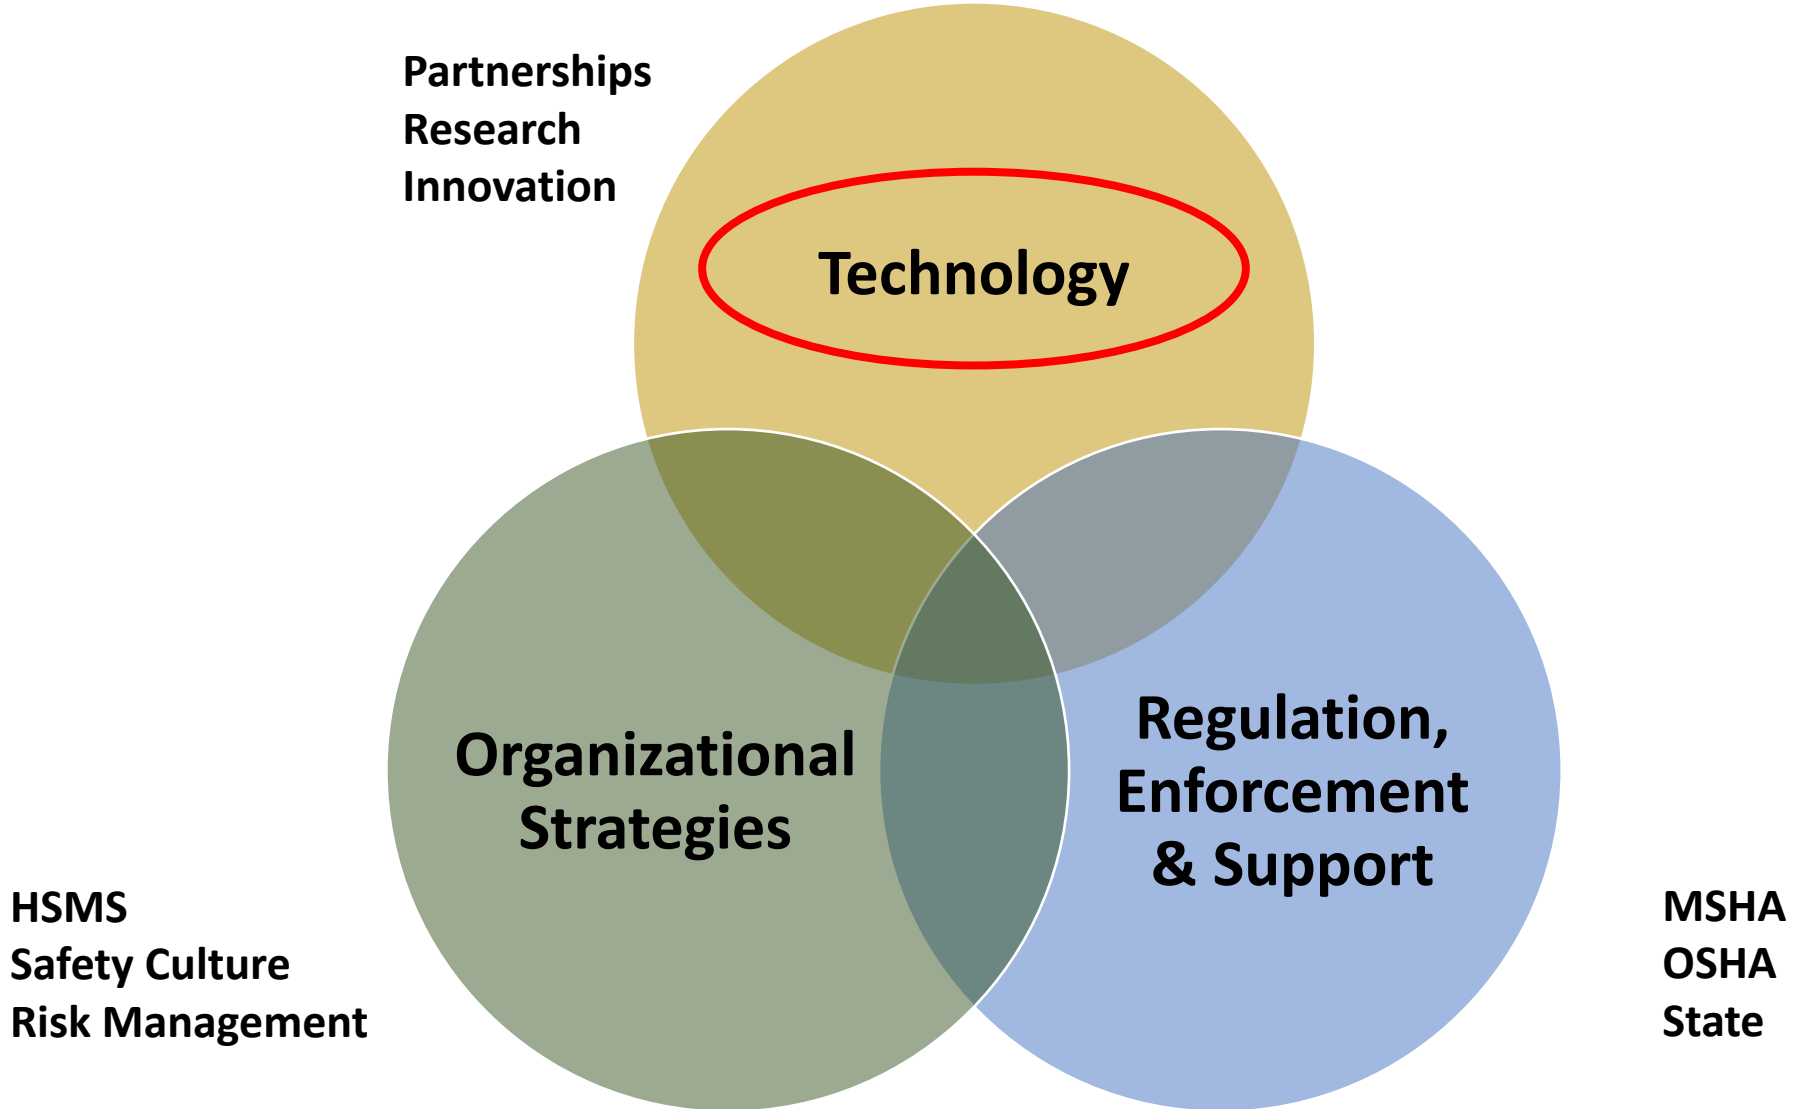 Partnerships
Research
Innovation
Technology
Organizational
Strategies
Regulation,
Enforcement
& Support
HSMS
Safety Culture
Risk Management
MSHA
OSHA
State